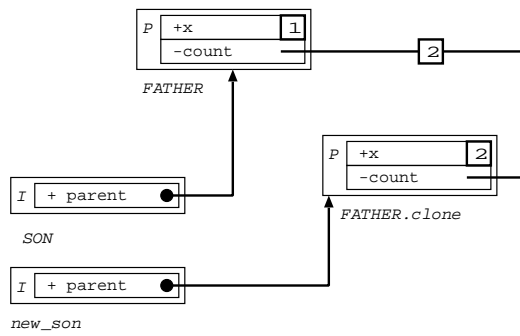 P +x 1
-count 2
FATHER
P +x 2
-count
FATHER.clone
I + parent
SON
I + parent
new_son